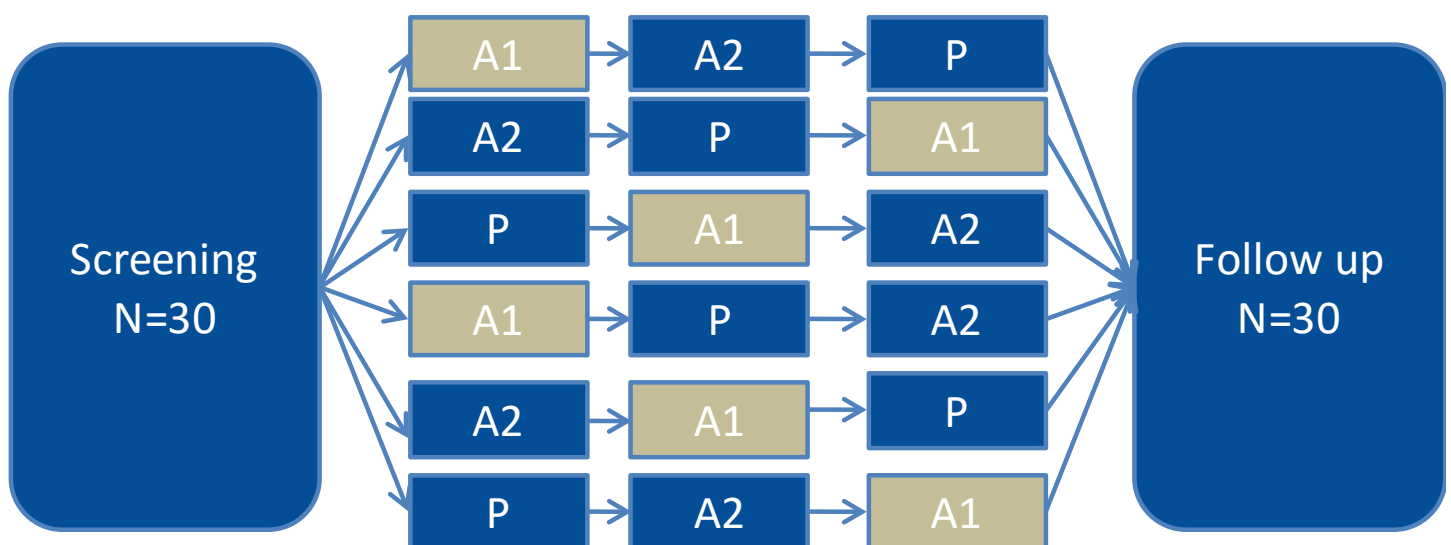 A1 A2 P
A2 P A1
P A1 A2
Screening
N=30
Follow up
N=30
A1 P A2
A2 A1 P
P A2 A1